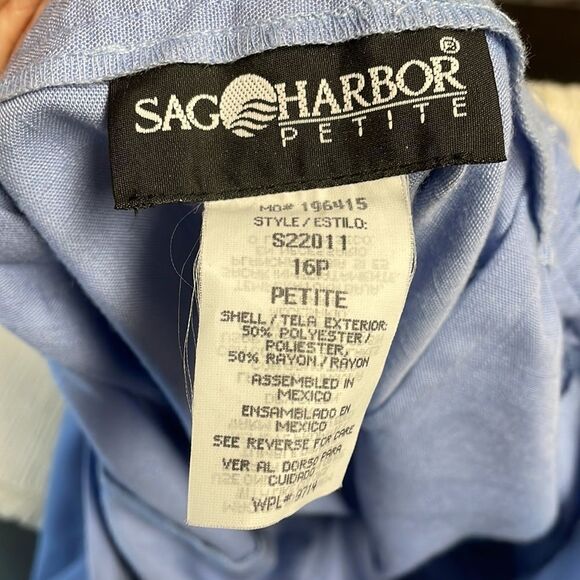 SAG HARBOR®
PETITE
MO# 196415
STYLE/ESTILO:
S22011
16P
PETITE
SHELL/TELA EXTERIOR:
50% POLYESTER/
POLIESTER,
50% RAYON/RAYON
ASSEMBLED IN
MEXICO
ENSAMBLADO EN
MEXICO
SEE REVERSE FOR CARE
VER AL DORSO PARA
CUIDADO
WPL# 9714